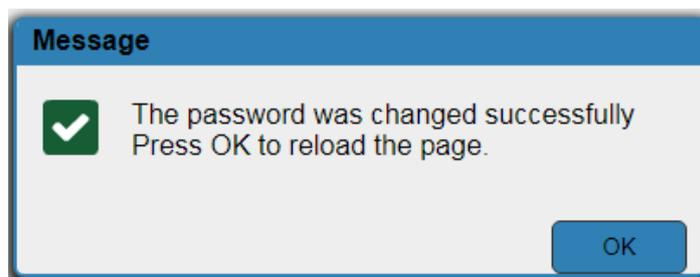 Message
The password was changed successfully
Press OK to reload the page.
OK